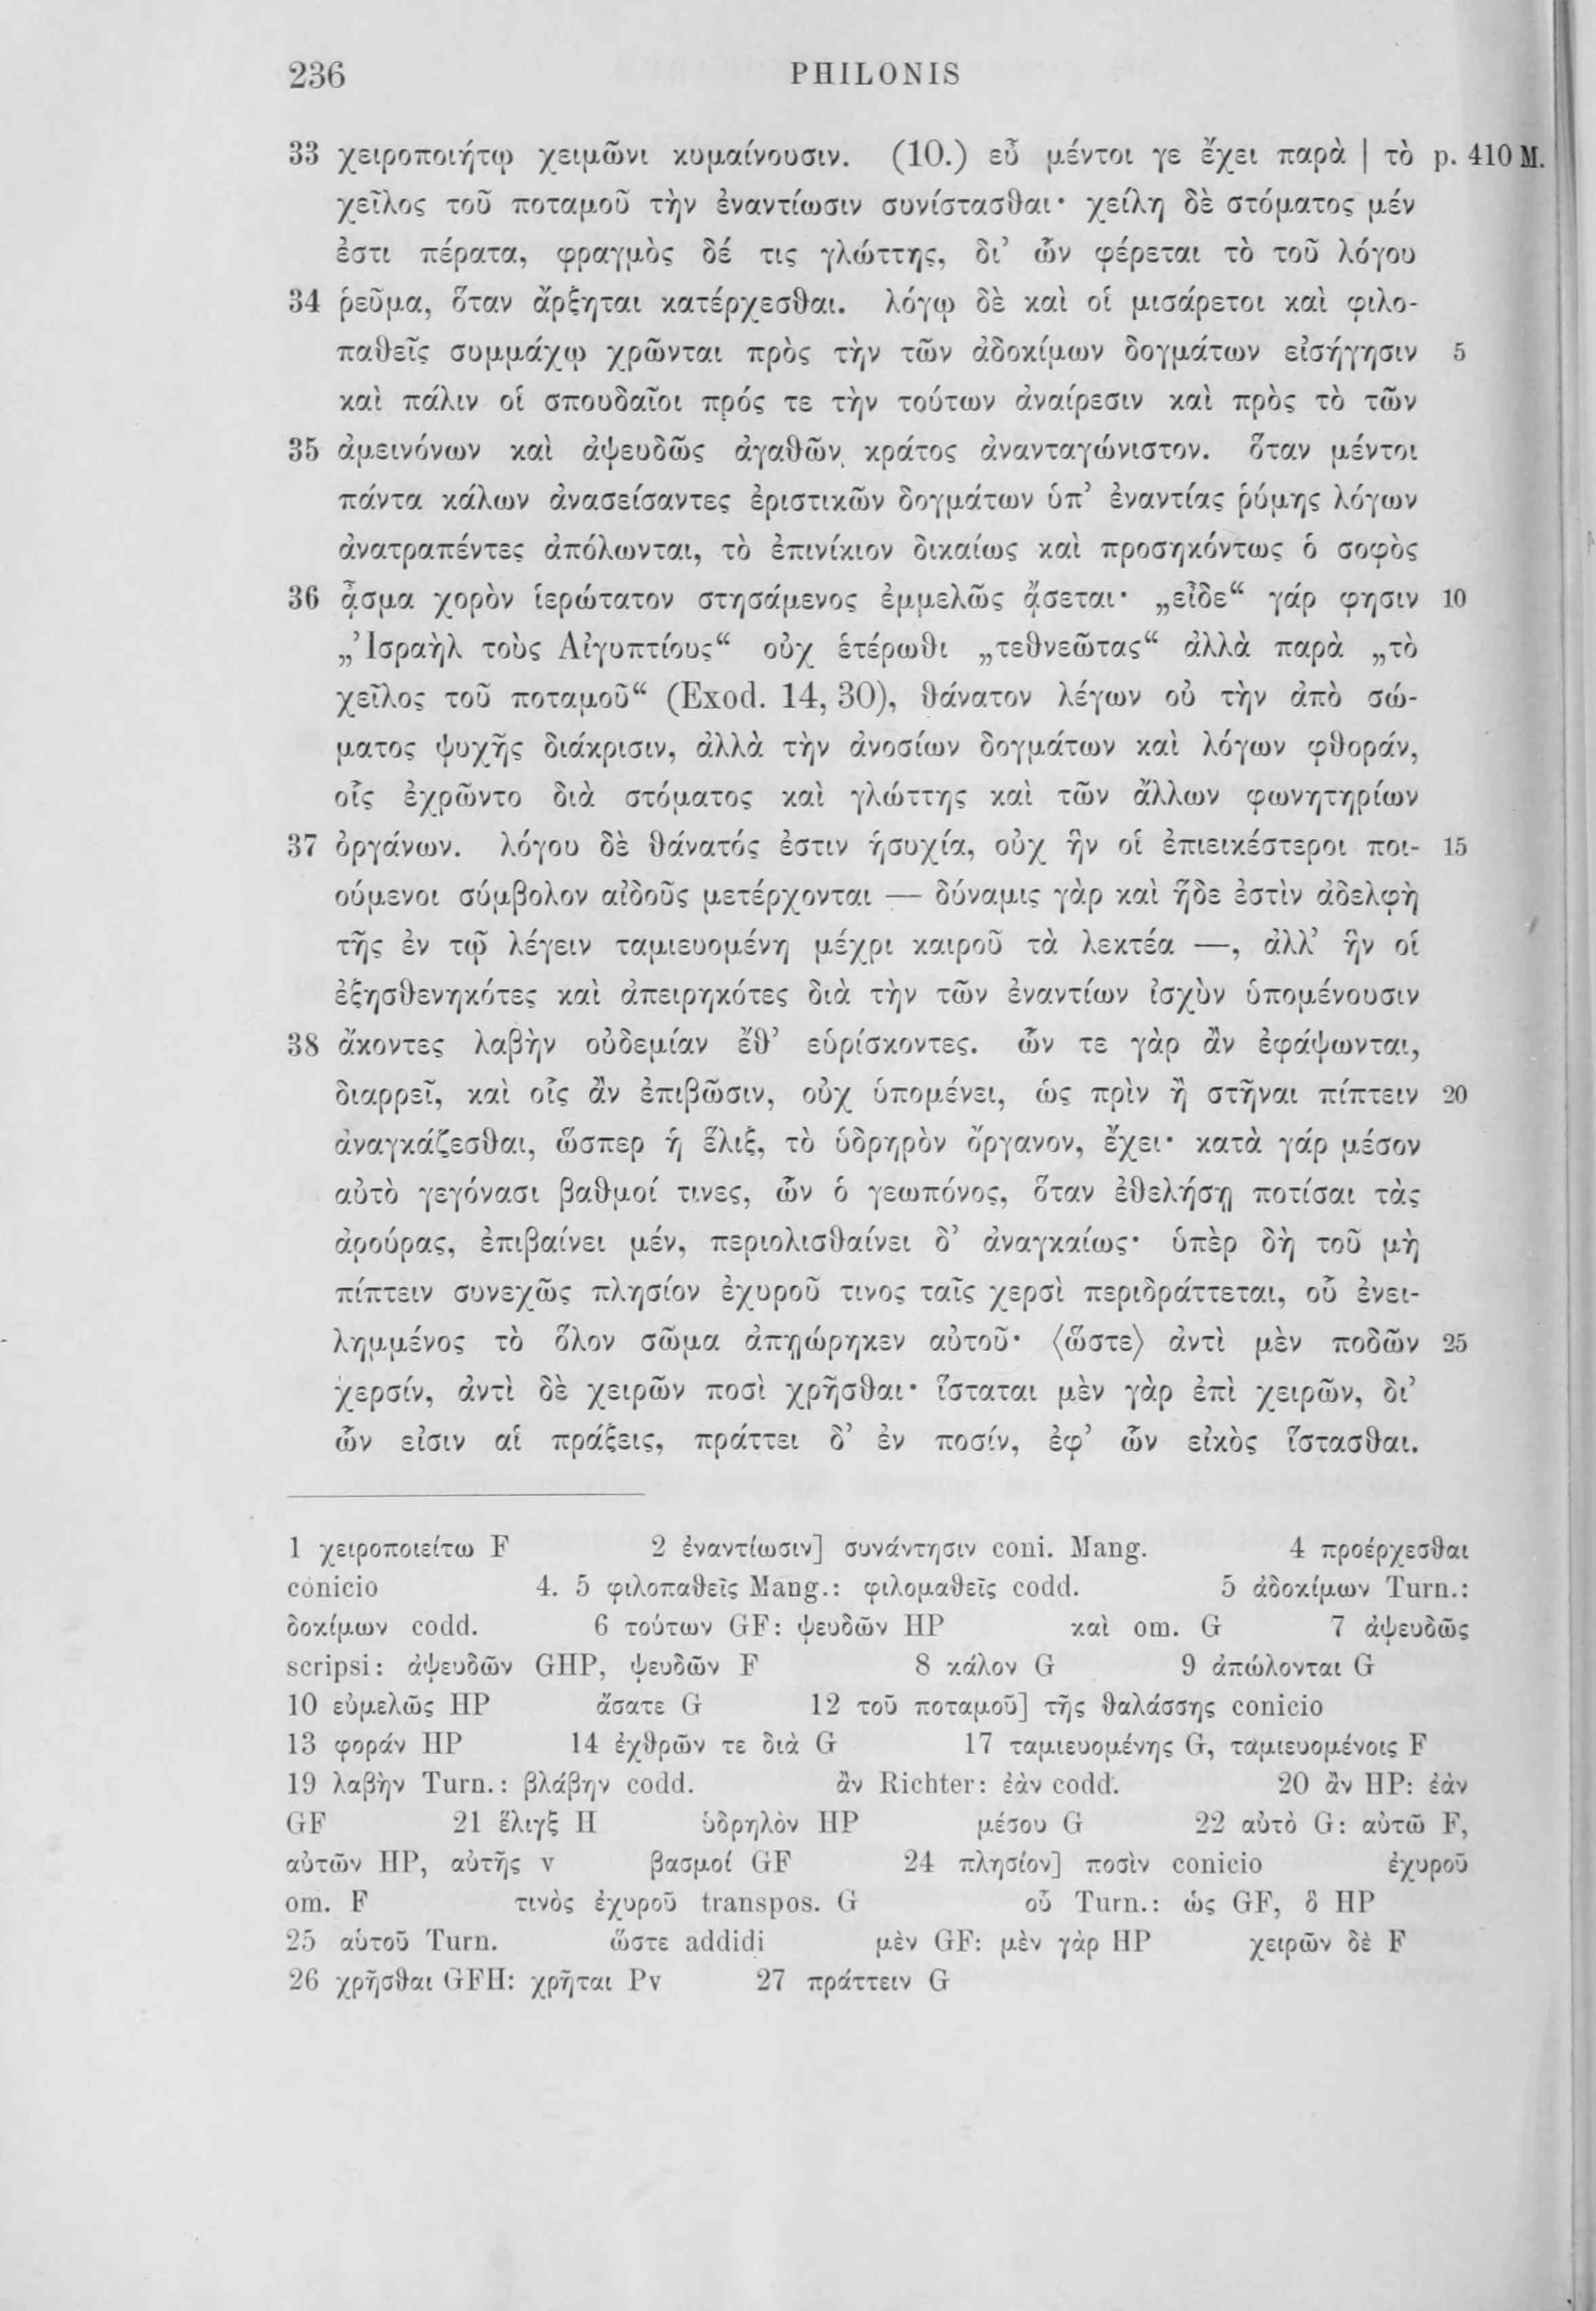 236 PHILONIS
33 χειροποιήτῳ χειμῶνι κυμαίνουσιν. (10.) εὖ μέντοι γε ἔχει παρὰ | τὸ p. 410 M.
χεῖλος τοῦ ποταμοῦ τὴν ἐναντίωσιν συνίστασθαι· χείλη δὲ στόματος μέν
ἐστι πέρατα, φραγμὸς δέ τις γλώττης, δι’ ὧν φέρεται τὸ τοῦ λόγου
34 ῥεῦμα, ὅταν ἄρξηται κατέρχεσθαι. λόγῳ δὲ καὶ οἱ μισάρετοι καὶ φιλο-
παθεῖς συμμάχῳ χρῶνται πρὸς τὴν τῶν ἀδοκίμων δογμάτων εἰσήγησιν 5
καὶ πάλιν οἱ σπουδαῖοι πρός τε τὴν τούτων ἀναίρεσιν καὶ πρὸς τὸ τῶν
35 ἀμεινόνων καὶ ἀψευδῶς ἀγαθῶν κράτος ἀνανταγώνιστον. ὅταν μέντοι
πάντα κάλων ἀνασείσαντες ἐριστικῶν δογμάτων ὑπ’ ἐναντίας ῥύμης λόγων
ἀνατραπέντες ἀπόλωνται, τὸ ἐπινίκιον δικαίως καὶ προσηκόντως ὁ σοφὸς
36 ᾆσμα χορὸν ἱερώτατον στησάμενος ἐμμελῶς ᾄσεται· „εἶδε“ γάρ φησιν 10
„Ἰσραὴλ τοὺς Αἰγυπτίους“ οὐχ ἑτέρωθι „τεθνεῶτας“ ἀλλὰ παρὰ „τὸ
χεῖλος τοῦ ποταμοῦ“ (Exod. 14, 30), θάνατον λέγων οὐ τὴν ἀπὸ σώ-
ματος ψυχῆς διάκρισιν, ἀλλὰ τὴν ἀνοσίων δογμάτων καὶ λόγων φθοράν,
οἷς ἐχρῶντο διὰ στόματος καὶ γλώττης καὶ τῶν ἄλλων φωνητηρίων
37 ὀργάνων. λόγου δὲ θάνατός ἐστιν ἡσυχία, οὐχ ἣν οἱ ἐπιεικέστεροι ποι- 15
ούμενοι σύμβολον αἰδοῦς μετέρχονται — δύναμις γὰρ καὶ ἥδε ἐστὶν ἀδελφὴ
τῆς ἐν τῷ λέγειν ταμιευομένη μέχρι καιροῦ τὰ λεκτέα —, ἀλλ’ ἣν οἱ
ἐξησθενηκότες καὶ ἀπειρηκότες διὰ τὴν τῶν ἐναντίων ἰσχὺν ὑπομένουσιν
38 ἄκοντες λαβὴν οὐδεμίαν ἔθ’ εὑρίσκοντες. ὧν τε γὰρ ἂν ἐφάψωνται,
διαρρεῖ, καὶ οἷς ἂν ἐπιβῶσιν, οὐχ ὑπομένει, ὡς πρὶν ἢ στῆναι πίπτειν 20
ἀναγκάζεσθαι, ὥσπερ ἡ ἕλιξ, τὸ ὑδρηρὸν ὄργανον, ἔχει· κατὰ γάρ μέσον
αὐτὸ γεγόνασι βαθμοί τινες, ὧν ὁ γεωπόνος, ὅταν ἐθελήσῃ ποτίσαι τὰς
ἀρούρας, ἐπιβαίνει μέν, περιολισθαίνει δ’ ἀναγκαίως· ὑπὲρ δὴ τοῦ μὴ
πίπτειν συνεχῶς πλησίον ἐχυροῦ τινος ταῖς χερσὶ περιδράττεται, οὗ ἐνει-
λημμένος τὸ ὅλον σῶμα ἀπῃώρηκεν αὐτοῦ· ⟨ὥστε⟩ ἀντὶ μὲν ποδῶν 25
χερσίν, ἀντὶ δὲ χειρῶν ποσὶ χρῆσθαι· ἵσταται μὲν γὰρ ἐπὶ χειρῶν, δι’
ὧν εἰσιν αἱ πράξεις, πράττει δ’ ἐν ποσίν, ἐφ’ ὧν εἰκὸς ἵστασθαι.
1 χειροποιείτω F 2 ἐναντίωσιν] συνάντησιν coni. Mang. 4 προέρχεσθαι
conicio 4. 5 φιλοπαθεῖς Mang.: φιλομαθεῖς codd. 5 ἀδοκίμων Turn.:
δοκίμων codd. 6 τούτων GF: ψευδῶν HP καὶ om. G 7 ἀψευδῶς
scripsi: ἀψευδῶν GHP, ψευδῶν F 8 κάλον G 9 ἀπώλονται G
10 εὐμελῶς HP ἄσατε G 12 τοῦ ποταμοῦ] τῆς θαλάσσης conicio
13 φοράν HP 14 ἐχθρῶν τε διὰ G 17 ταμιευομένης G, ταμιευομένοις F
19 λαβὴν Turn.: βλάβην codd. ἂν Richter: ἐὰν codd. 20 ἂν HP: ἐὰν
GF 21 ἕλιγξ H ὑδρηλὸν HP μέσου G 22 αὐτὸ G: αὐτῶ F,
αὐτῶν HP, αὐτῆς v βασμοί GF 24 πλησίον] ποσὶν conicio ἐχυροῦ
om. F τινὸς ἐχυροῦ transpos. G οὗ Turn.: ὡς GF, ὃ HP
25 αὑτοῦ Turn. ὥστε addidi μὲν GF: μὲν γὰρ HP χειρῶν δὲ F
26 χρῆσθαι GFH: χρῆται Pv 27 πράττειν G